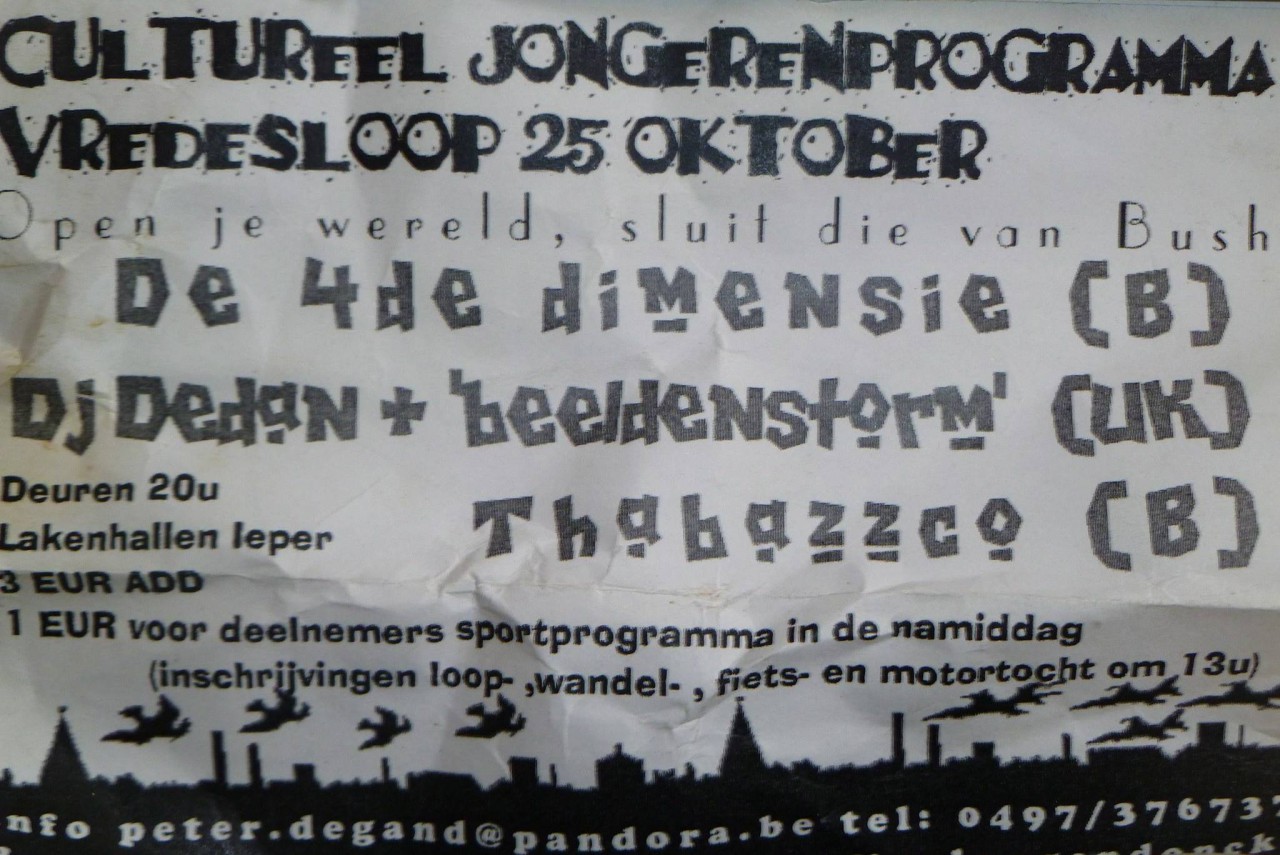 CULTUREEL JONGERENPROGRAMMA
VREDESLOOP 25 OKTOBER
Open je wereld, sluit die van Bush
De 4de dimensie (B)
Dj Dedan + 'beeldenstorm' (UK)
Deuren 20u
Lakenhallen Ieper
Thabazzco (B)
3 EUR ADD
1 EUR voor deelnemers sportprogramma in de namiddag
(inschrijvingen loop- ,wandel- , fiets- en motortocht om 13u)
nfo peter.degand@pandora.be tel: 0497/37673